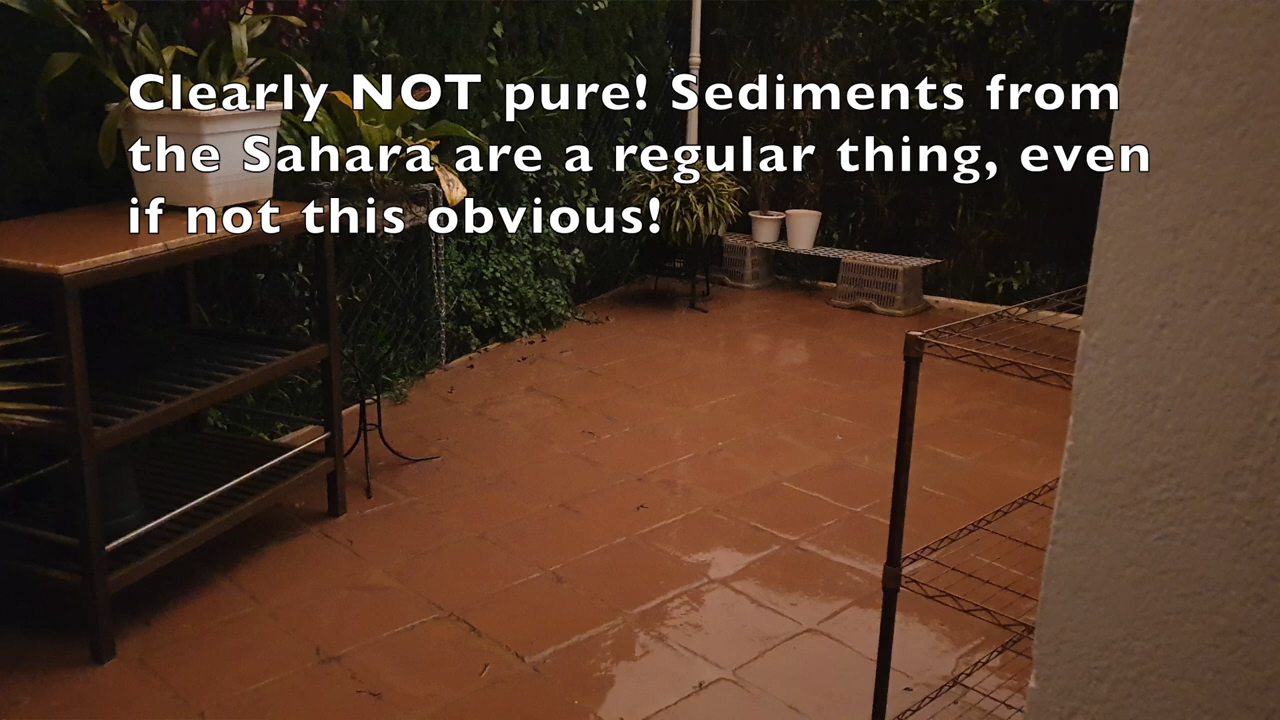 Clearly NOT pure! Sediments from
the Sahara are a regular thing, even
if not this obvious!